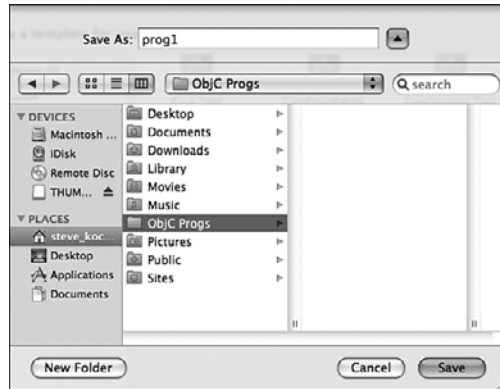 Save As: prog1
ObjC Progs
search
DEVICES
Macintosh ...
iDisk
Remote Disc
THUM...
PLACES
steve_koc...
Desktop
Applications
Documents
Desktop
Documents
Downloads
Library
Movies
Music
ObjC Progs
Pictures
Public
Sites
New Folder
Cancel
Save